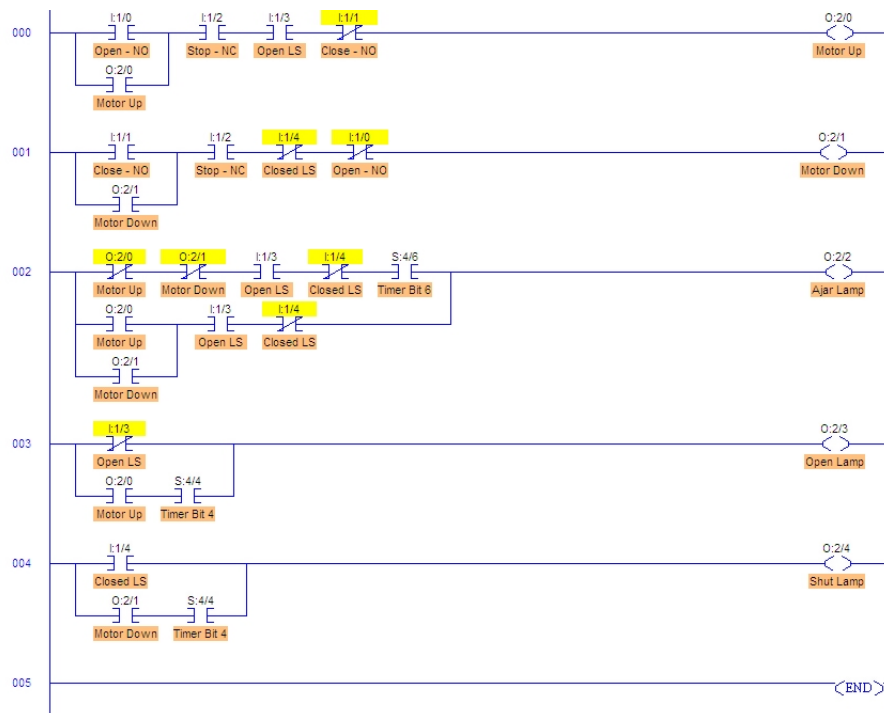 I:1/0 I:1/2 I:1/3 I:1/1 O:2/0
000
Open - NO Stop - NC Open LS Close - NO Motor Up
O:2/0
Motor Up
I:1/1 I:1/2 I:1/4 I:1/0 O:2/1
001
Close - NO Stop - NC Closed LS Open - NO Motor Down
O:2/1
Motor Down
O:2/0 O:2/1 I:1/3 I:1/4 S:4/6 O:2/2
002
Motor Up Motor Down Open LS Closed LS Timer Bit 6 Ajar Lamp
O:2/0 I:1/3 I:1/4
Motor Up Open LS Closed LS
O:2/1
Motor Down
I:1/3 O:2/3
003
Open LS Open Lamp
O:2/0 S:4/4
Motor Up Timer Bit 4
I:1/4 O:2/4
004
Closed LS Shut Lamp
O:2/1 S:4/4
Motor Down Timer Bit 4
005 END